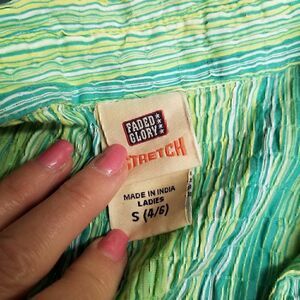 FADED
GLORY
STRETCH
MADE IN INDIA
LADIES
S (4/6)